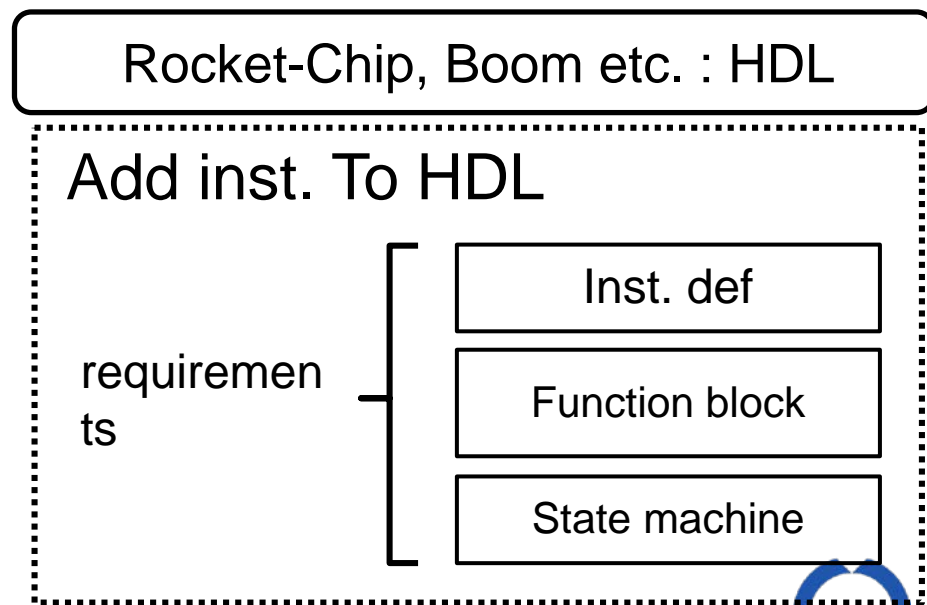 Rocket-Chip, Boom etc. : HDL
Add inst. To HDL
Inst. def
requiremen
ts
Function block
State machine